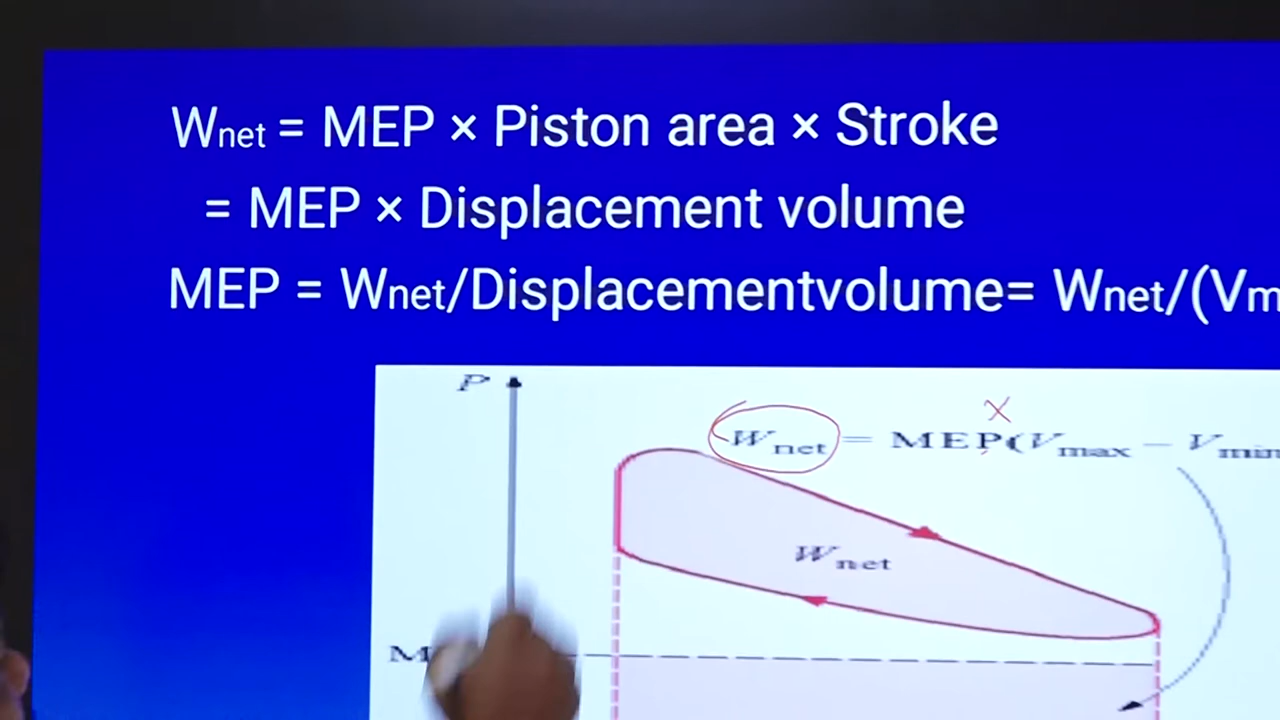 Wnet = MEP × Piston area × Stroke
= MEP × Displacement volume
MEP = Wnet/Displacementvolume= Wnet/(Vm
P
X
Wnet = MEP(Vmax − Vmin
Wnet
M